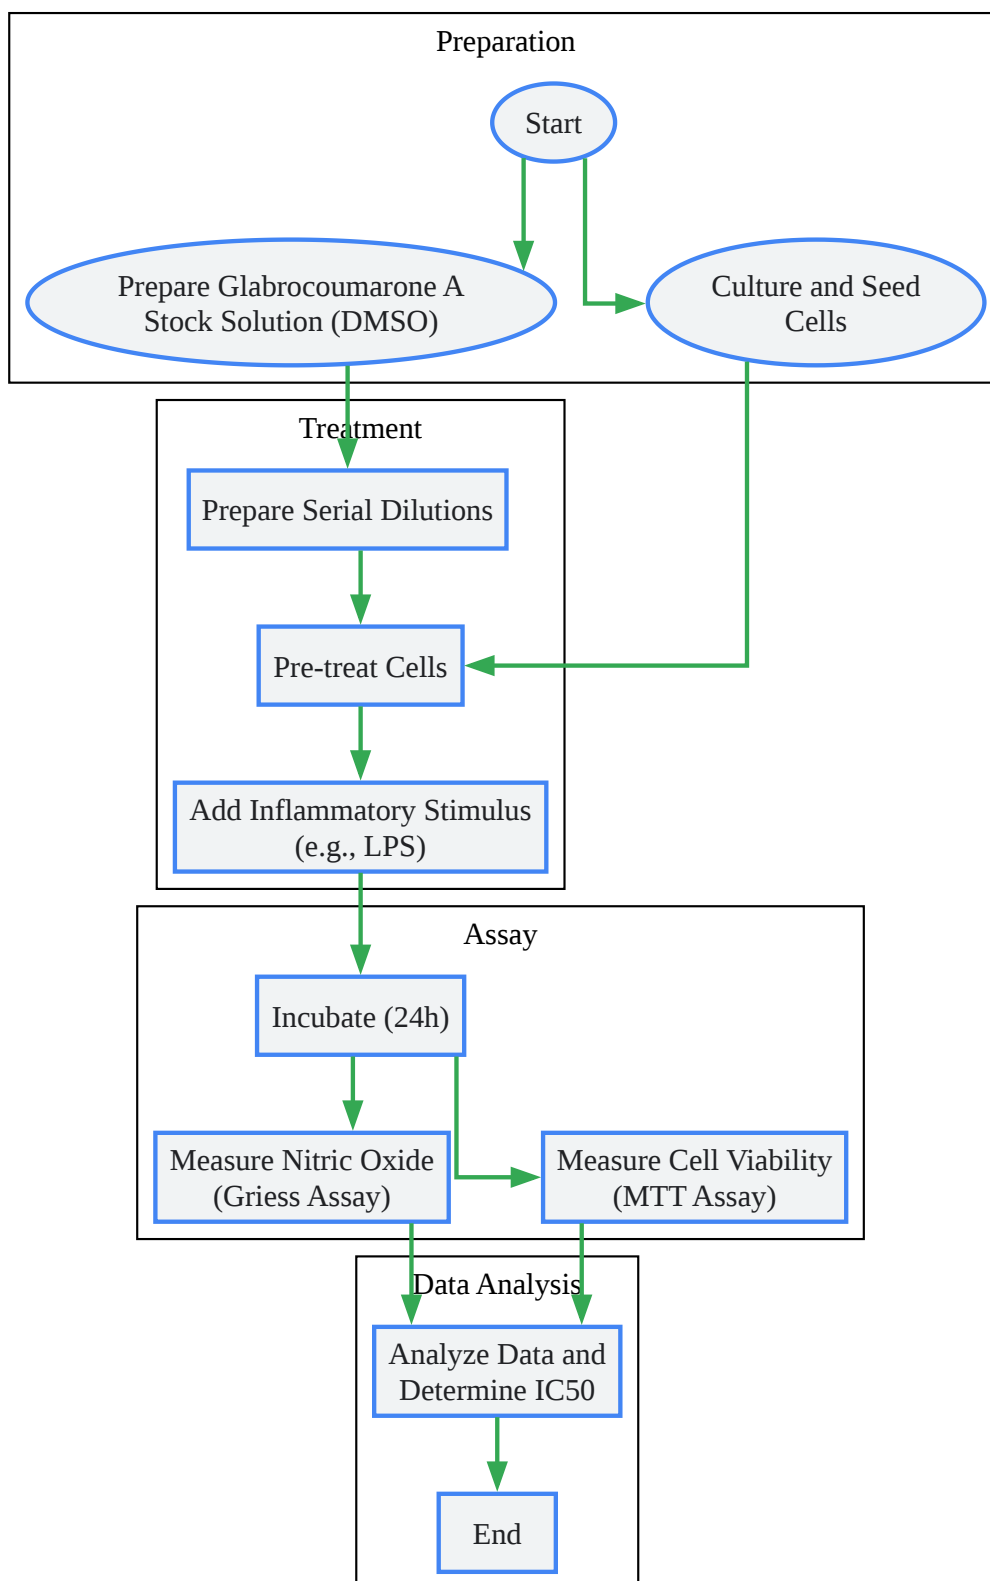 Preparation
Start
Prepare Glabrocoumarone A
Stock Solution (DMSO)
Culture and Seed
Cells
Treatment
Prepare Serial Dilutions
Pre-treat Cells
Add Inflammatory Stimulus
(e.g., LPS)
Assay
Incubate (24h)
Measure Nitric Oxide
(Griess Assay)
Measure Cell Viability
(MTT Assay)
Data Analysis
Analyze Data and
Determine IC50
End